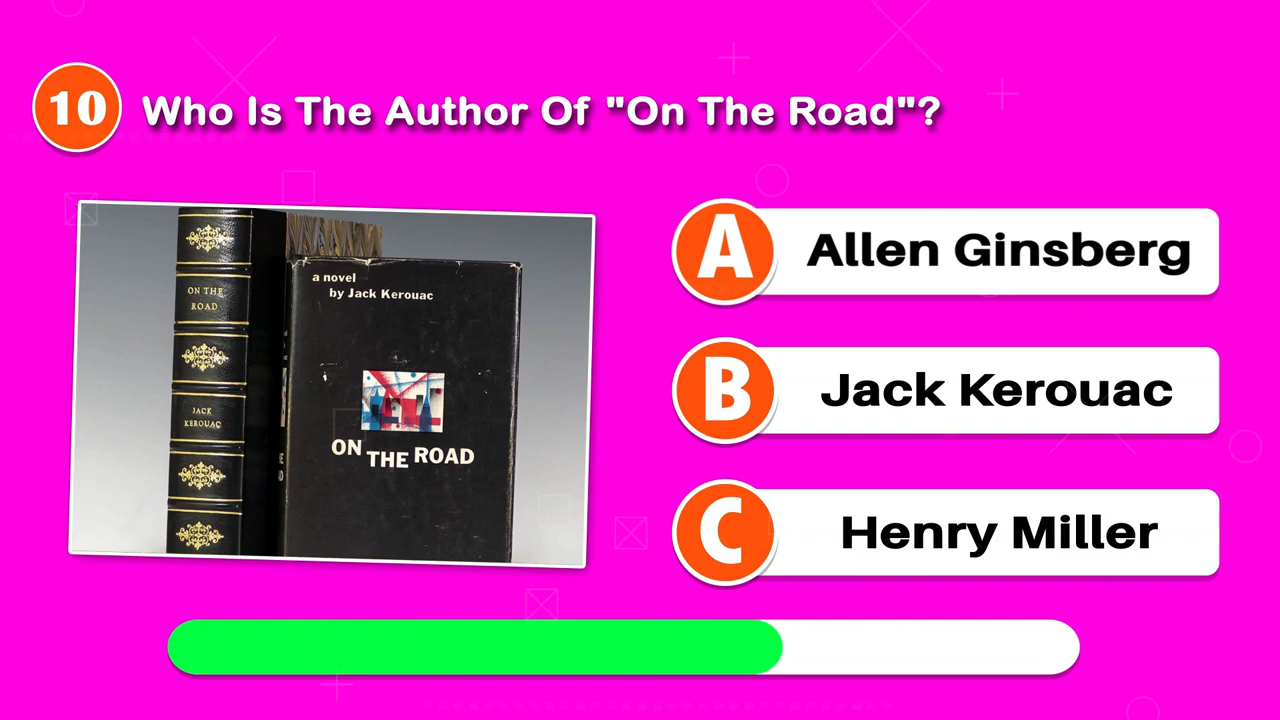 10
Who Is The Author Of "On The Road"?
ON THE
ROAD
JACK
KEROUAC
a novel
by Jack Kerouac
ON THE ROAD
A
Allen Ginsberg
B
Jack Kerouac
C
Henry Miller